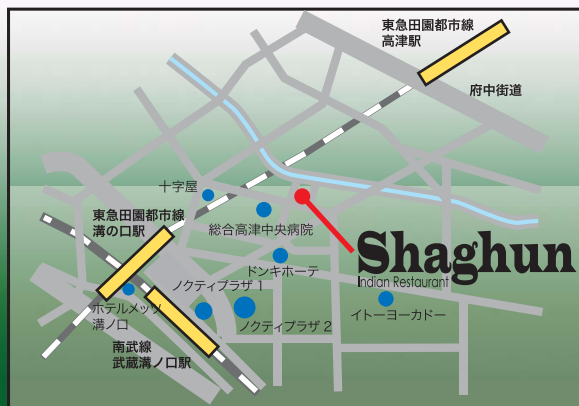 東急田園都市線
高津駅
府中街道
十字屋
東急田園都市線
溝の口駅
総合高津中央病院
Shaghun
Indian Restaurant
ドンキホーテ
ノクティプラザ 1
ホテルメッツ
溝ノ口
ノクティプラザ 2
イトーヨーカドー
南武線
武蔵溝ノ口駅